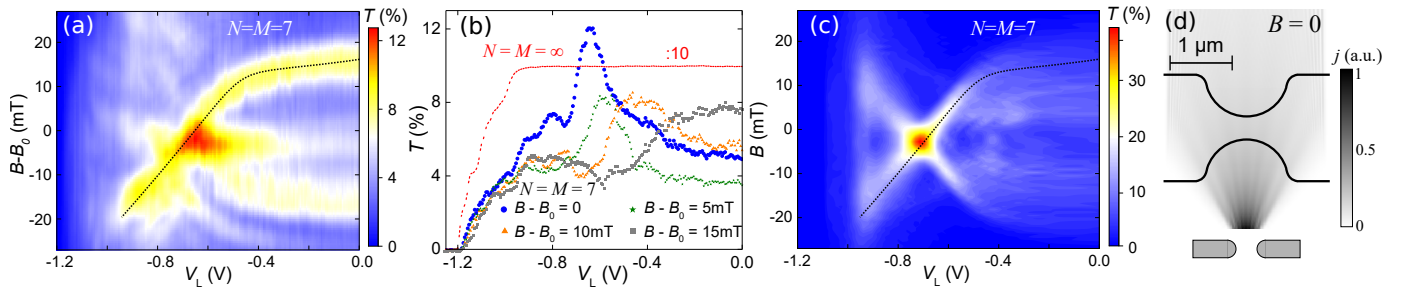 (a)
N=M=7
T (%)
12
8
4
0
20
10
0
-10
-20
B-B₀ (mT)
-1.2
-0.8
-0.4
0.0
V_L (V)
(b)
N=M=∞
:10
12
8
4
0
T (%)
N=M=7
B - B₀ = 0
B - B₀ = 5mT
B - B₀ = 10mT
B - B₀ = 15mT
-1.2
-0.8
-0.4
0.0
V_L (V)
(c)
N=M=7
T (%)
30
20
10
0
20
10
0
-10
-20
B (mT)
-1.2
-0.8
-0.4
0.0
V_L (V)
(d)
B = 0
1 μm
j (a.u.)
1
0.5
0